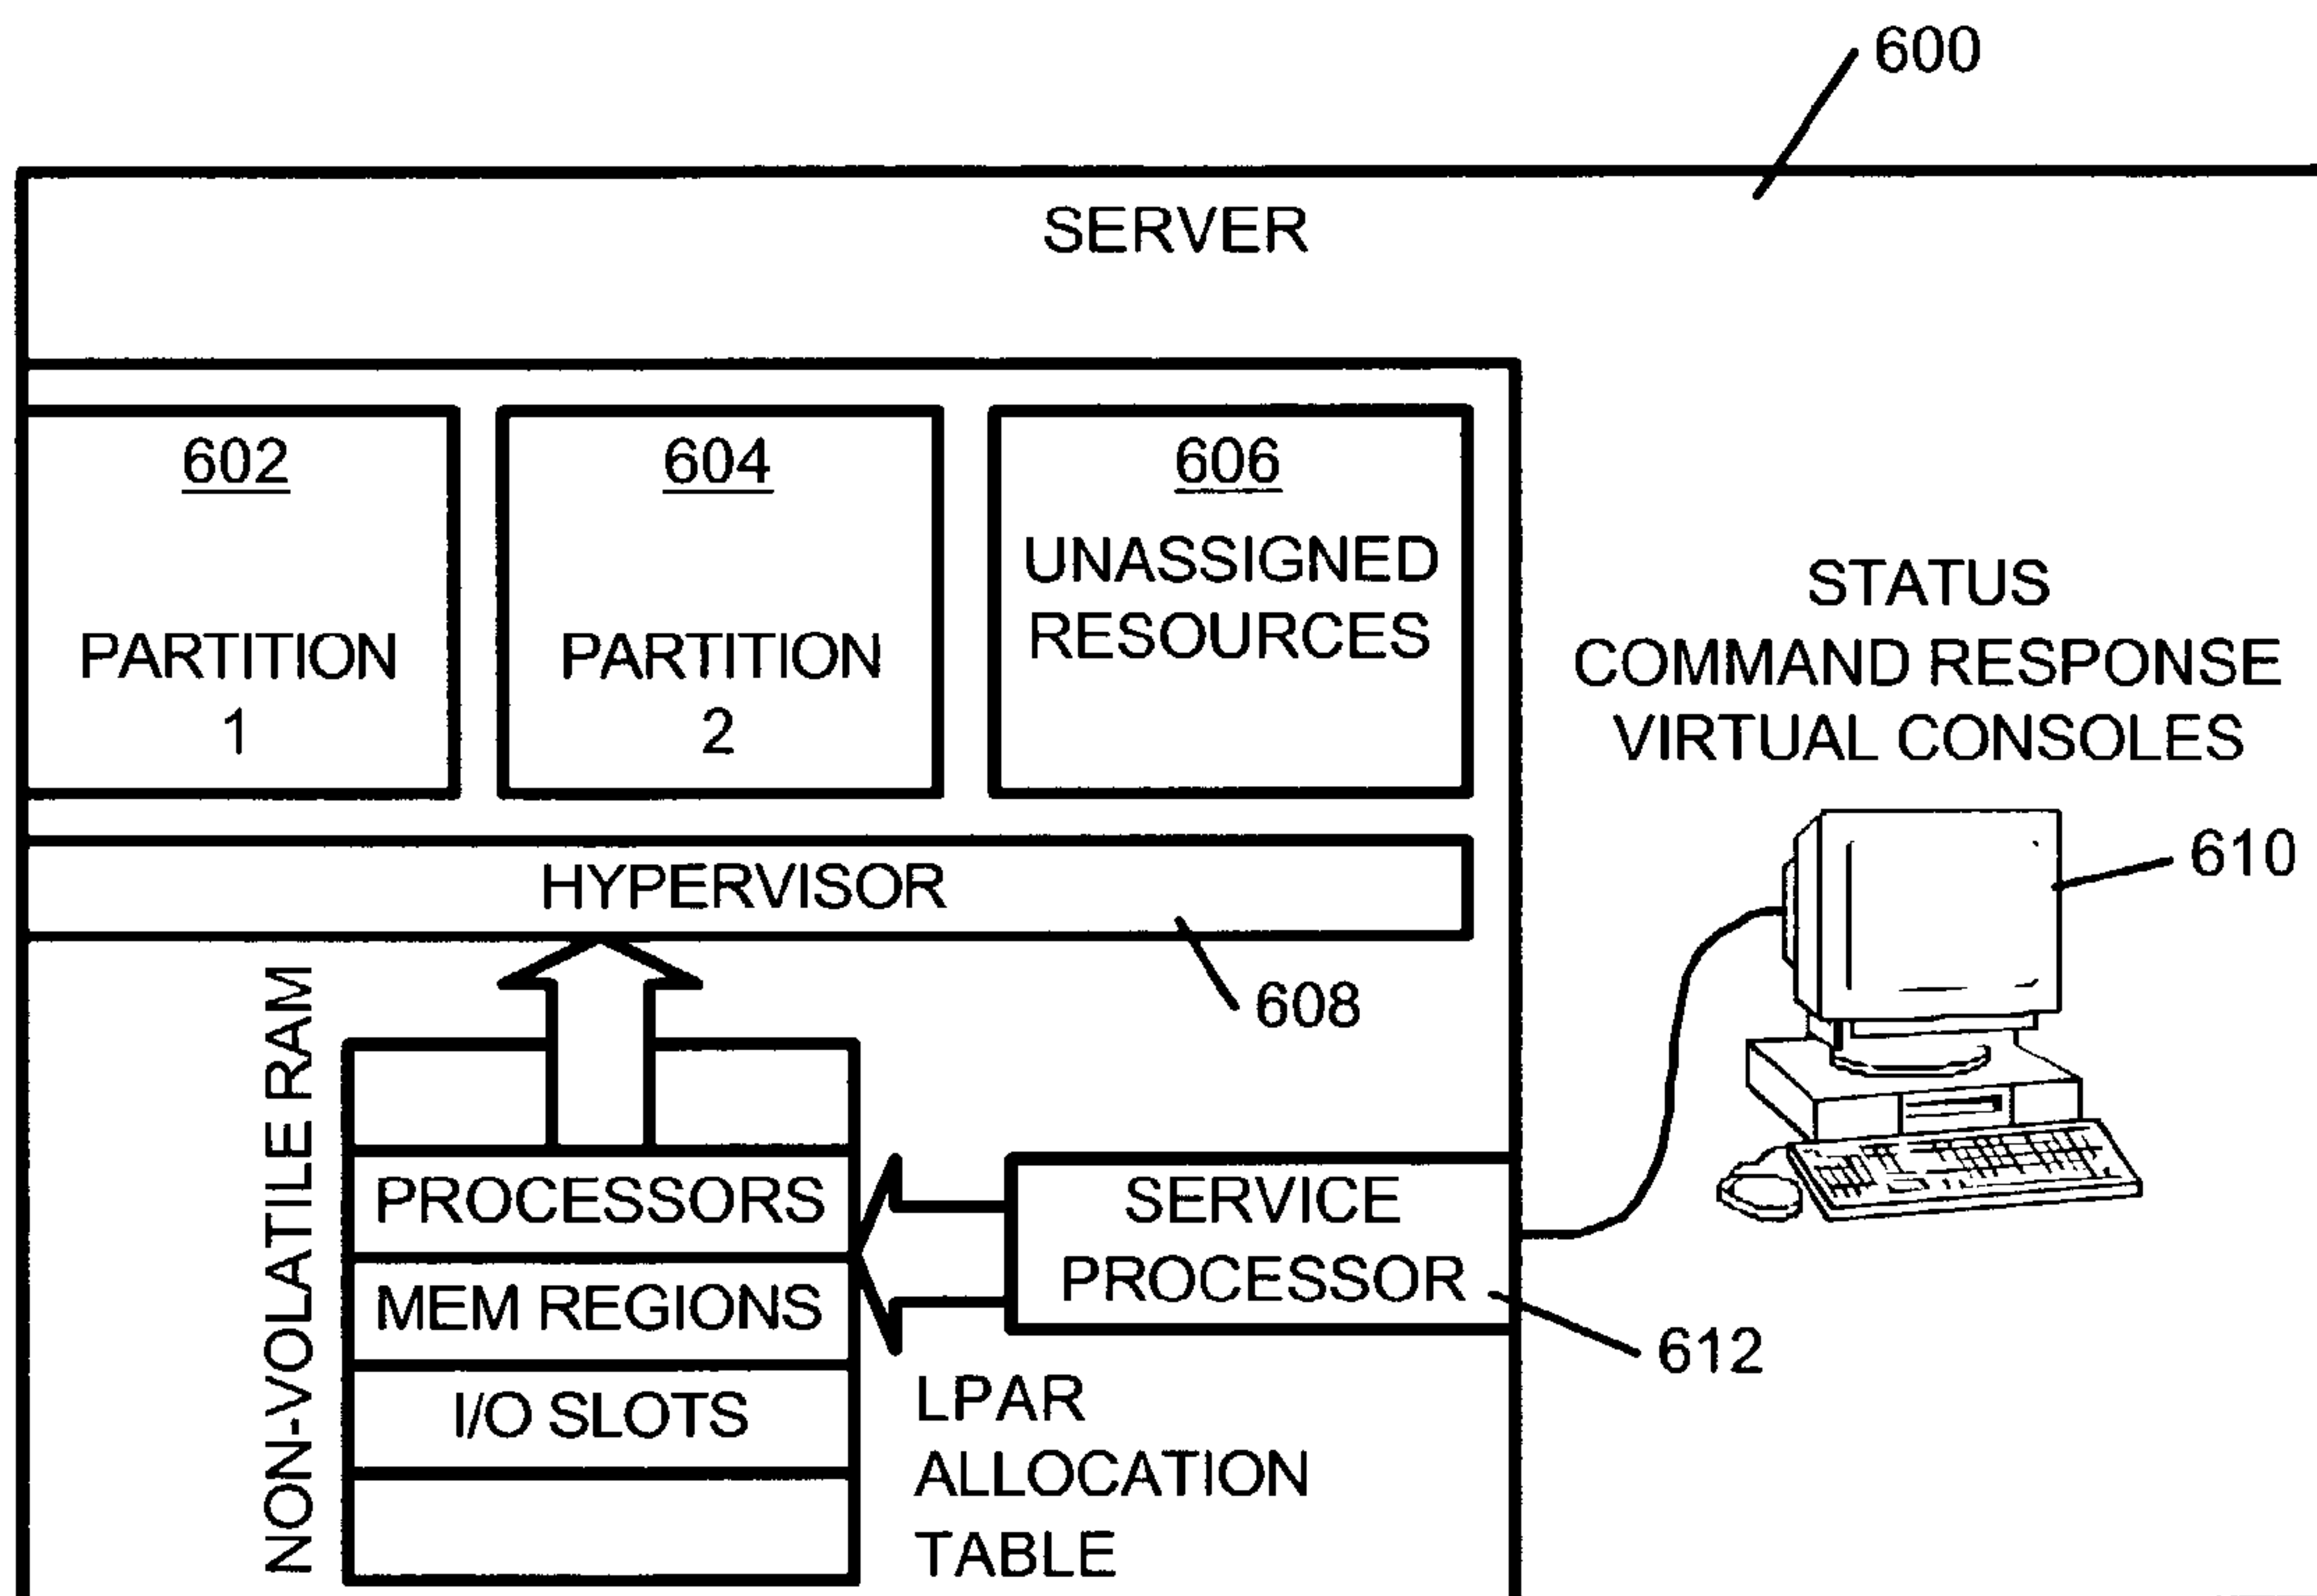 600
SERVER
602
PARTITION
1
604
PARTITION
2
606
UNASSIGNED
RESOURCES
STATUS
COMMAND RESPONSE
VIRTUAL CONSOLES
HYPERVISOR
608
610
NON-VOLATILE RAM
PROCESSORS
MEM REGIONS
I/O SLOTS
SERVICE
PROCESSOR
612
LPAR
ALLOCATION
TABLE